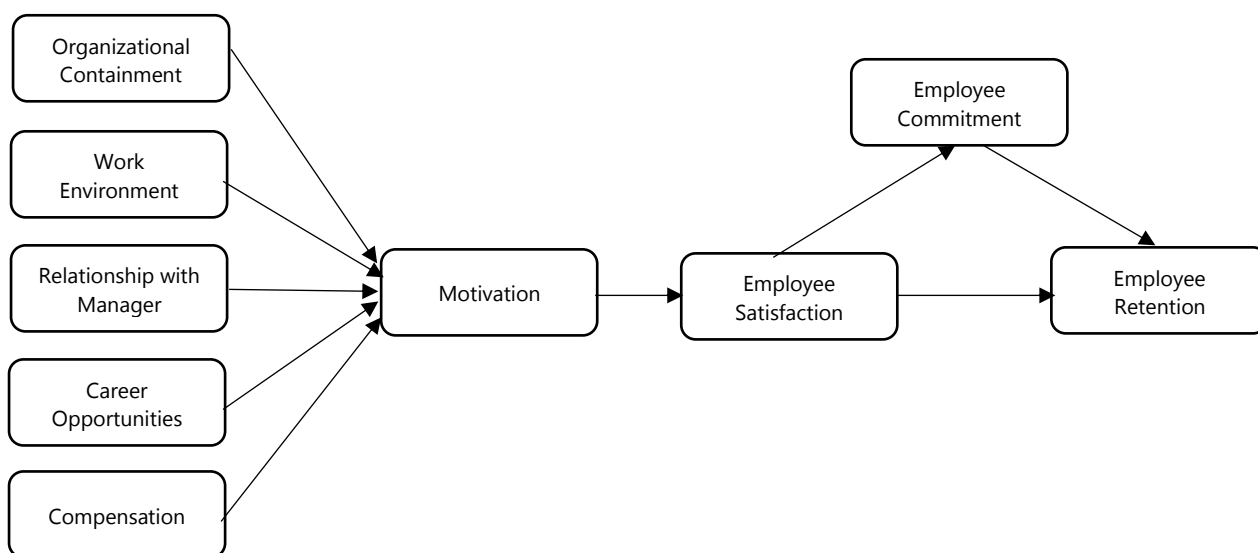 Organizational
Containment
Work
Environment
Relationship with
Manager
Career
Opportunities
Compensation
Motivation
Employee
Satisfaction
Employee
Commitment
Employee
Retention